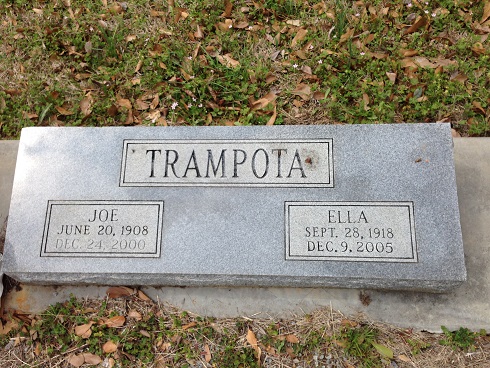 TRAMPOTA
JOE
JUNE 20, 1908
DEC. 24, 2000
ELLA
SEPT. 28, 1918
DEC. 9, 2005